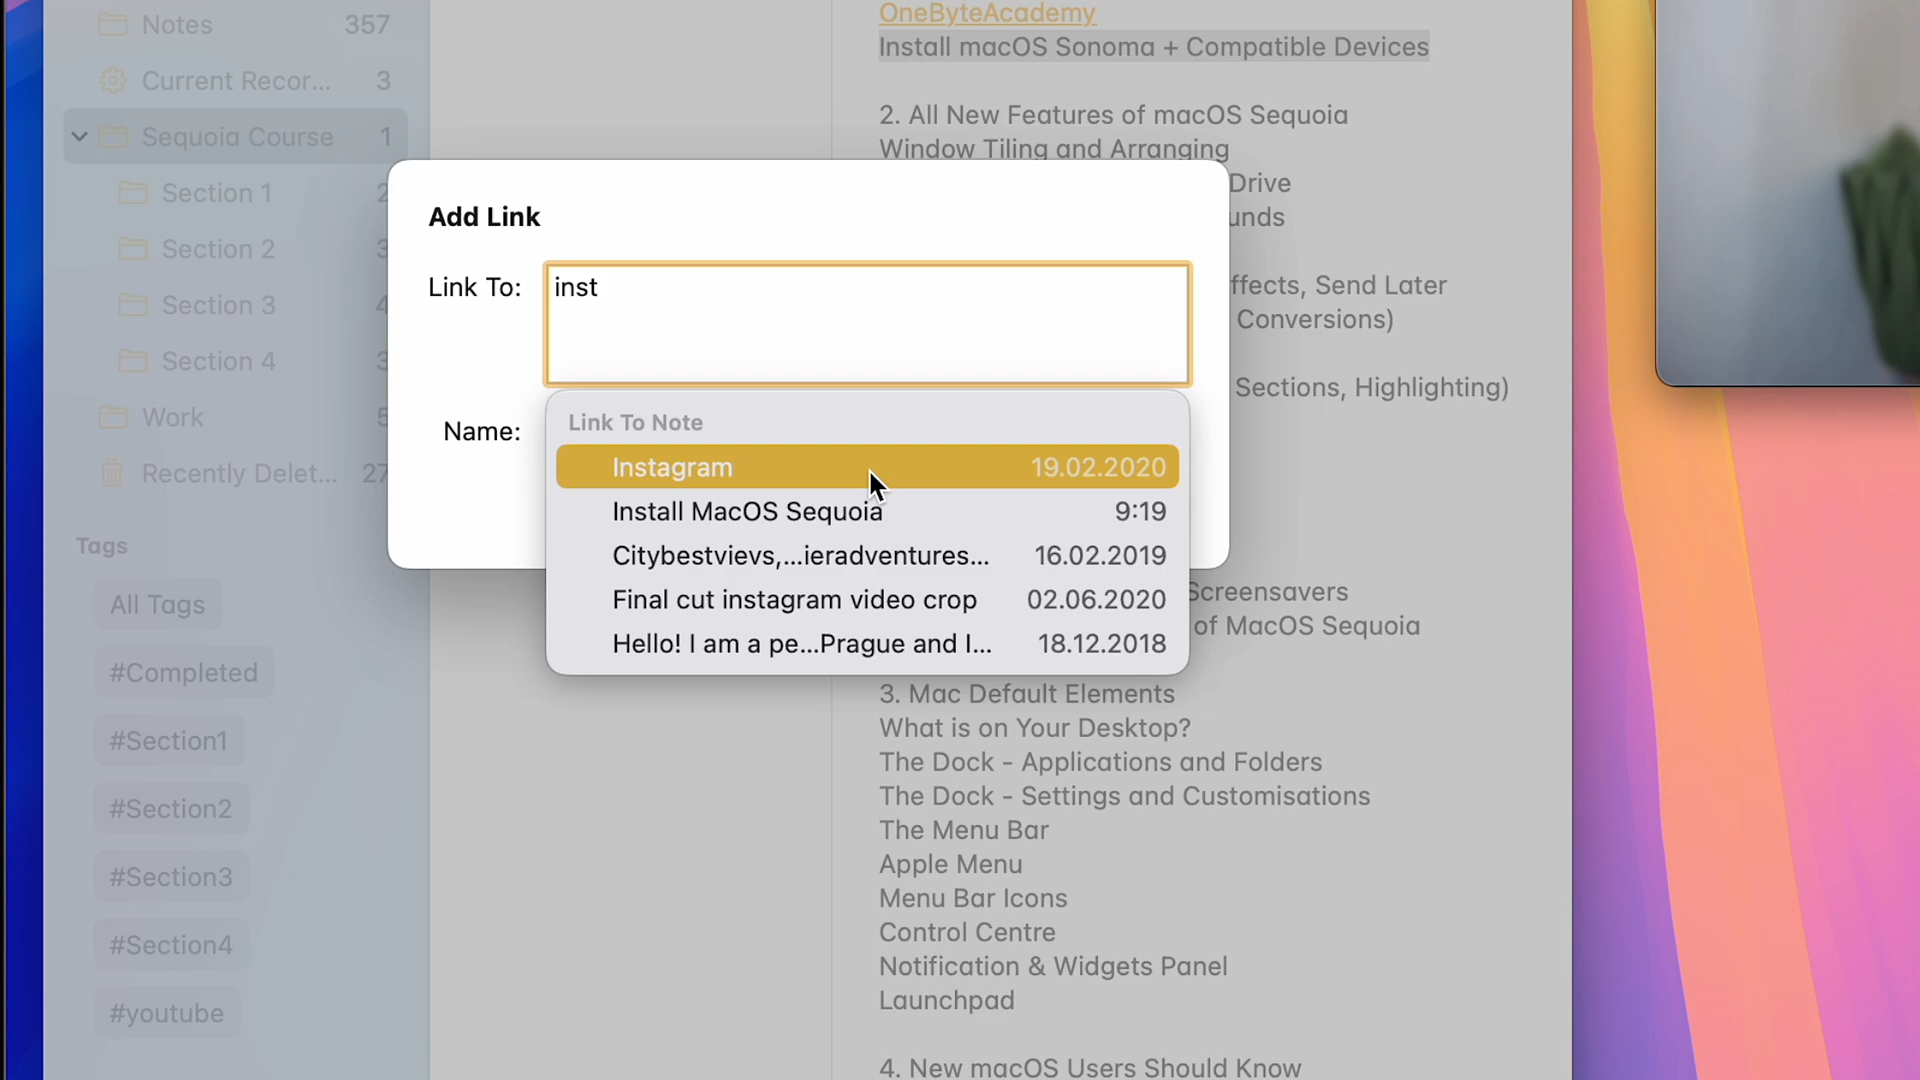 Notes 357
Current Recor... 3
Sequoia Course 1
Section 1 2
Section 2 3
Section 3 4
Section 4 3
Work 5
Recently Delet... 27
Tags
All Tags
#Completed
#Section1
#Section2
#Section3
#Section4
#youtube
OneByteAcademy
Install macOS Sonoma + Compatible Devices
2. All New Features of macOS Sequoia
Window Tiling and Arranging
Drive
unds
ffects, Send Later
Conversions)
Sections, Highlighting)
Screensavers
of MacOS Sequoia
3. Mac Default Elements
What is on Your Desktop?
The Dock - Applications and Folders
The Dock - Settings and Customisations
The Menu Bar
Apple Menu
Menu Bar Icons
Control Centre
Notification & Widgets Panel
Launchpad
4. New macOS Users Should Know
Add Link
Link To: inst
Name:
Link To Note
Instagram 19.02.2020
Install MacOS Sequoia 9:19
Citybestvievs,...ieradventures... 16.02.2019
Final cut instagram video crop 02.06.2020
Hello! I am a pe...Prague and I... 18.12.2018